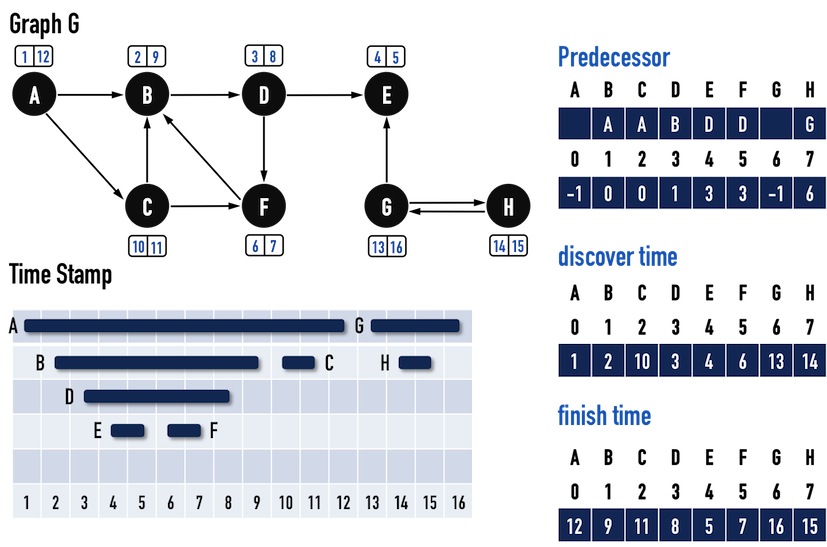 Graph G
1 12
2 9
3 8
4 5
A
B
D
E
C
F
G
H
10 11
6 7
13 16
14 15
Time Stamp
A G
B C H
D
E F
1 2 3 4 5 6 7 8 9 10 11 12 13 14 15 16
Predecessor
A B C D E F G H
A A B D D G
0 1 2 3 4 5 6 7
-1 0 0 1 3 3 -1 6
discover time
A B C D E F G H
0 1 2 3 4 5 6 7
1 2 10 3 4 6 13 14
finish time
A B C D E F G H
0 1 2 3 4 5 6 7
12 9 11 8 5 7 16 15